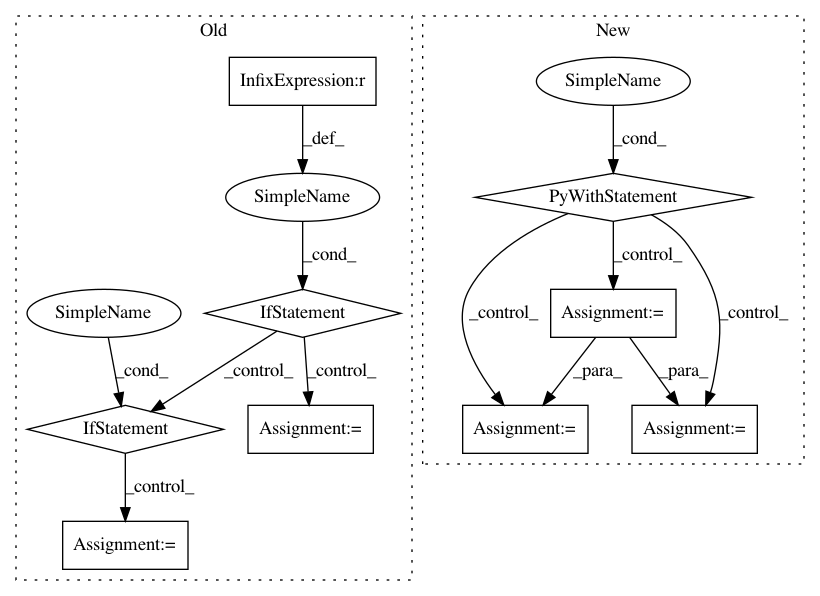 Old
InfixExpression:r
_def_
SimpleName
_cond_
SimpleName
IfStatement
_cond_
_control_
_control_
IfStatement
Assignment:=
_control_
Assignment:=
New
SimpleName
_cond_
PyWithStatement
_control_
_control_
_control_
Assignment:=
_para_
_para_
Assignment:=
Assignment:=